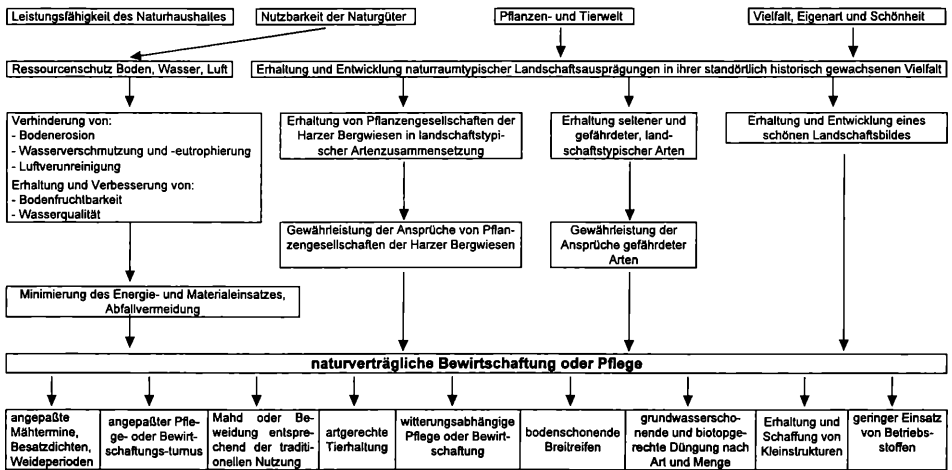 Leistungsfähigkeit des Naturhaushalles
Nutzbarkeit der Naturgüter
Pflanzen- und Tierwelt
Vielfalt, Eigenart und Schönheit
Ressourcenschutz Boden, Wasser, Luft
Erhaltung und Entwicklung naturraumtypischer Landschaftsausprägungen in ihrer standörtlich historisch gewachsenen Vielfalt
Verhinderung von:
- Bodenerosion
- Wasserverschmutzung und -eutrophierung
- Luftverunreinigung
Erhaltung und Verbesserung von:
- Bodenfruchtbarkeit
- Wasserqualität
Erhaltung von Pflanzengesellschaften der
Harzer Bergwiesen in landschaftstypi-
scher Artenzusammensetzung
Erhaltung seltener und
gefährdeter, land-
schaftstypischer Arten
Erhaltung und Entwicklung eines
schönen Landschaftsbildes
Gewährleistung der Ansprüche von Pflan-
zengesellschaften der Harzer Bergwiesen
Gewährleistung der
Ansprüche gefährdeter
Arten
Minimierung des Energie- und Materialeinsatzes,
Abfallvermeidung
naturverträgliche Bewirtschaftung oder Pflege
angepaßte
Mähtermine,
Besatzdichten,
Weideperioden
angepaßter Pfle-
ge- oder Bewirt-
schaftungs-turnus
Mahd oder Be-
weidung entspre-
chend der traditi-
onellen Nutzung
artgerechte
Tierhaltung
witterungsabhängige
Pflege oder Bewirt-
schaftung
bodenschonende
Breitreifen
grundwasserscho-
nende und biotopge-
rechte Düngung nach
Art und Menge
Erhaltung und
Schaffung von
Kleinstrukturen
geringer Einsatz
von Betriebs-
stoffen